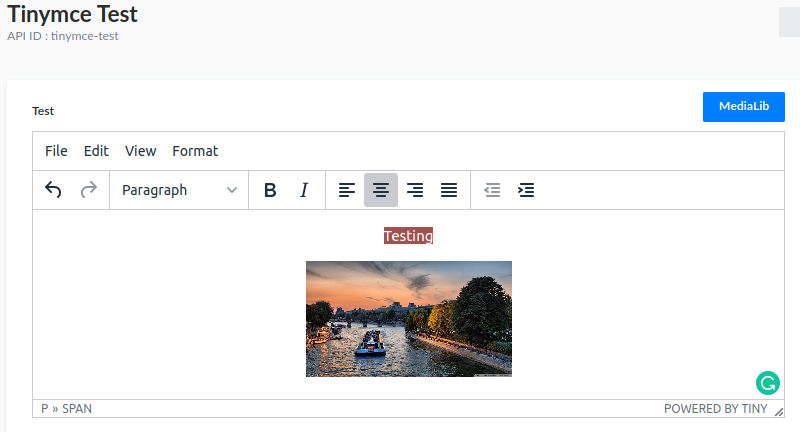 Tinymce Test
API ID : tinymce-test
Test
MediaLib
File Edit View Format
Paragraph B I
Testing
P » SPAN POWERED BY TINY